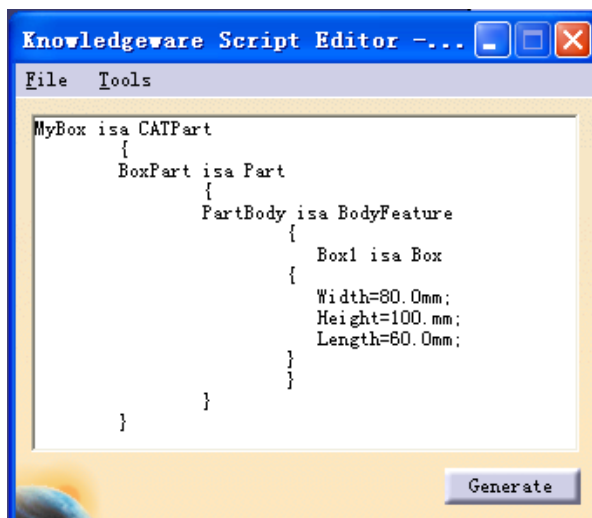 Knowledgeware Script Editor -...
File Tools
MyBox isa CATPart
{
BoxPart isa Part
{
PartBody isa BodyFeature
{
Box1 isa Box
{
Width=80.0mm;
Height=100.mm;
Length=60.0mm;
}
}
}
}
Generate